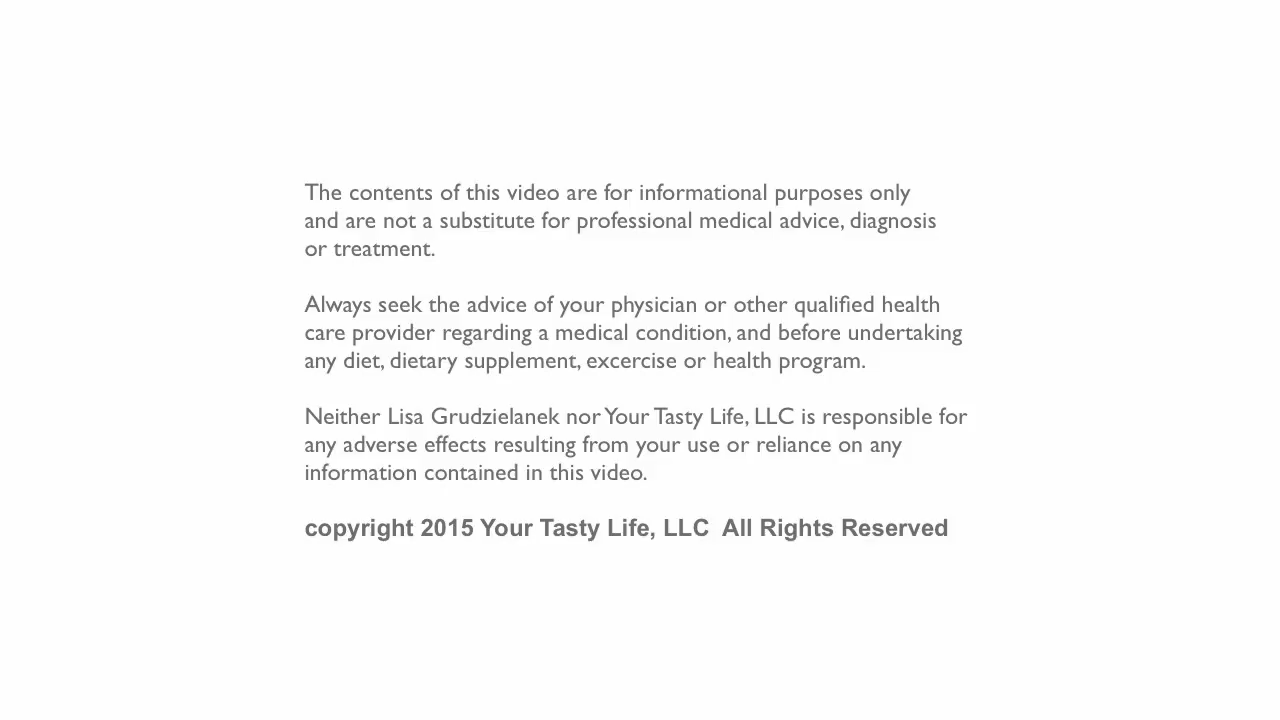 The contents of this video are for informational purposes only
and are not a substitute for professional medical advice, diagnosis
or treatment.
Always seek the advice of your physician or other qualified health
care provider regarding a medical condition, and before undertaking
any diet, dietary supplement, excercise or health program.
Neither Lisa Grudzielanek nor Your Tasty Life, LLC is responsible for
any adverse effects resulting from your use or reliance on any
information contained in this video.
copyright 2015 Your Tasty Life, LLC  All Rights Reserved